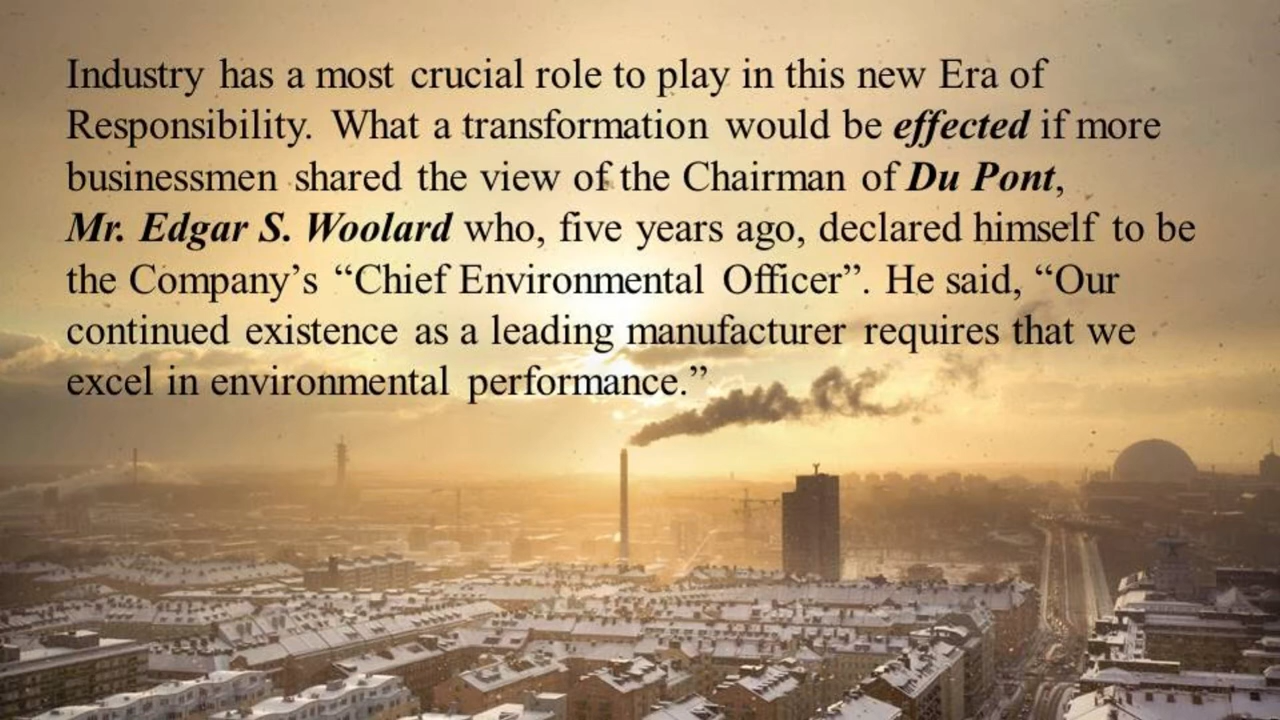 Industry has a most crucial role to play in this new Era of
Responsibility. What a transformation would be effected if more
businessmen shared the view of the Chairman of Du Pont,
Mr. Edgar S. Woolard who, five years ago, declared himself to be
the Company’s “Chief Environmental Officer”. He said, “Our
continued existence as a leading manufacturer requires that we
excel in environmental performance.”